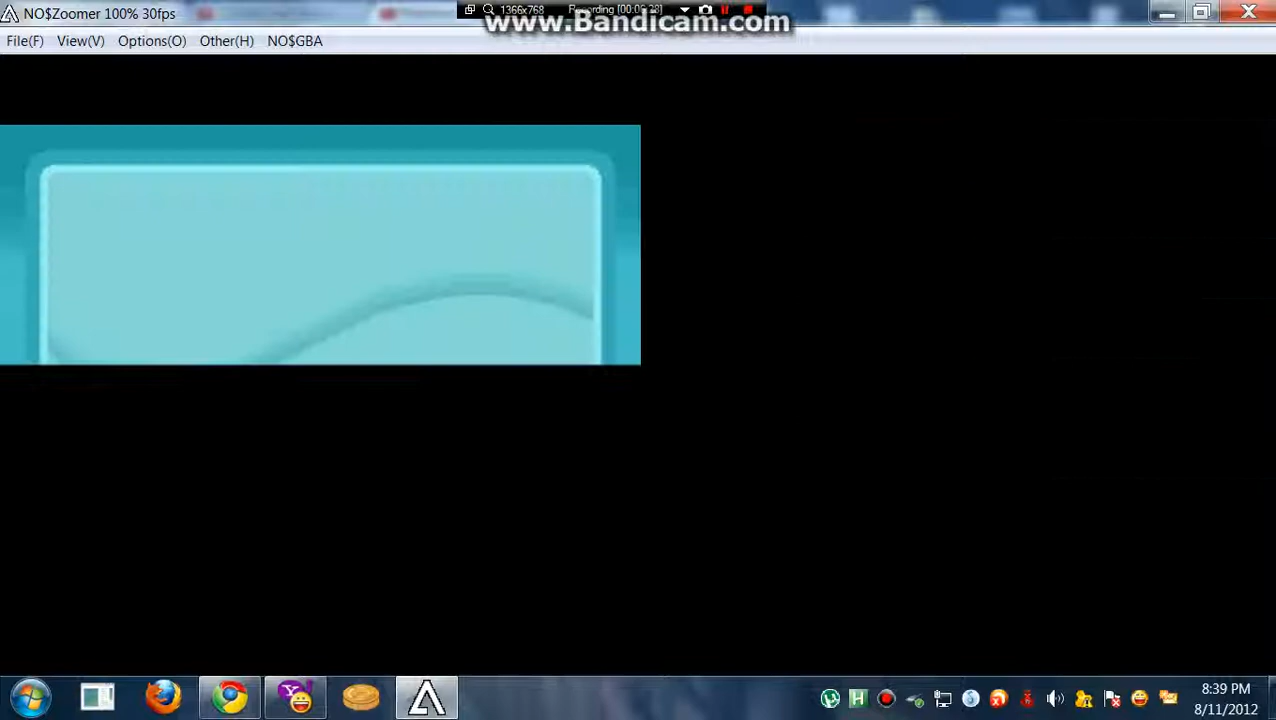 NO$Zoomer 100% 30fps
1366x768
www.Bandicam.com
File(F) View(V) Options(O) Other(H) NO$GBA
8:39 PM
8/11/2012